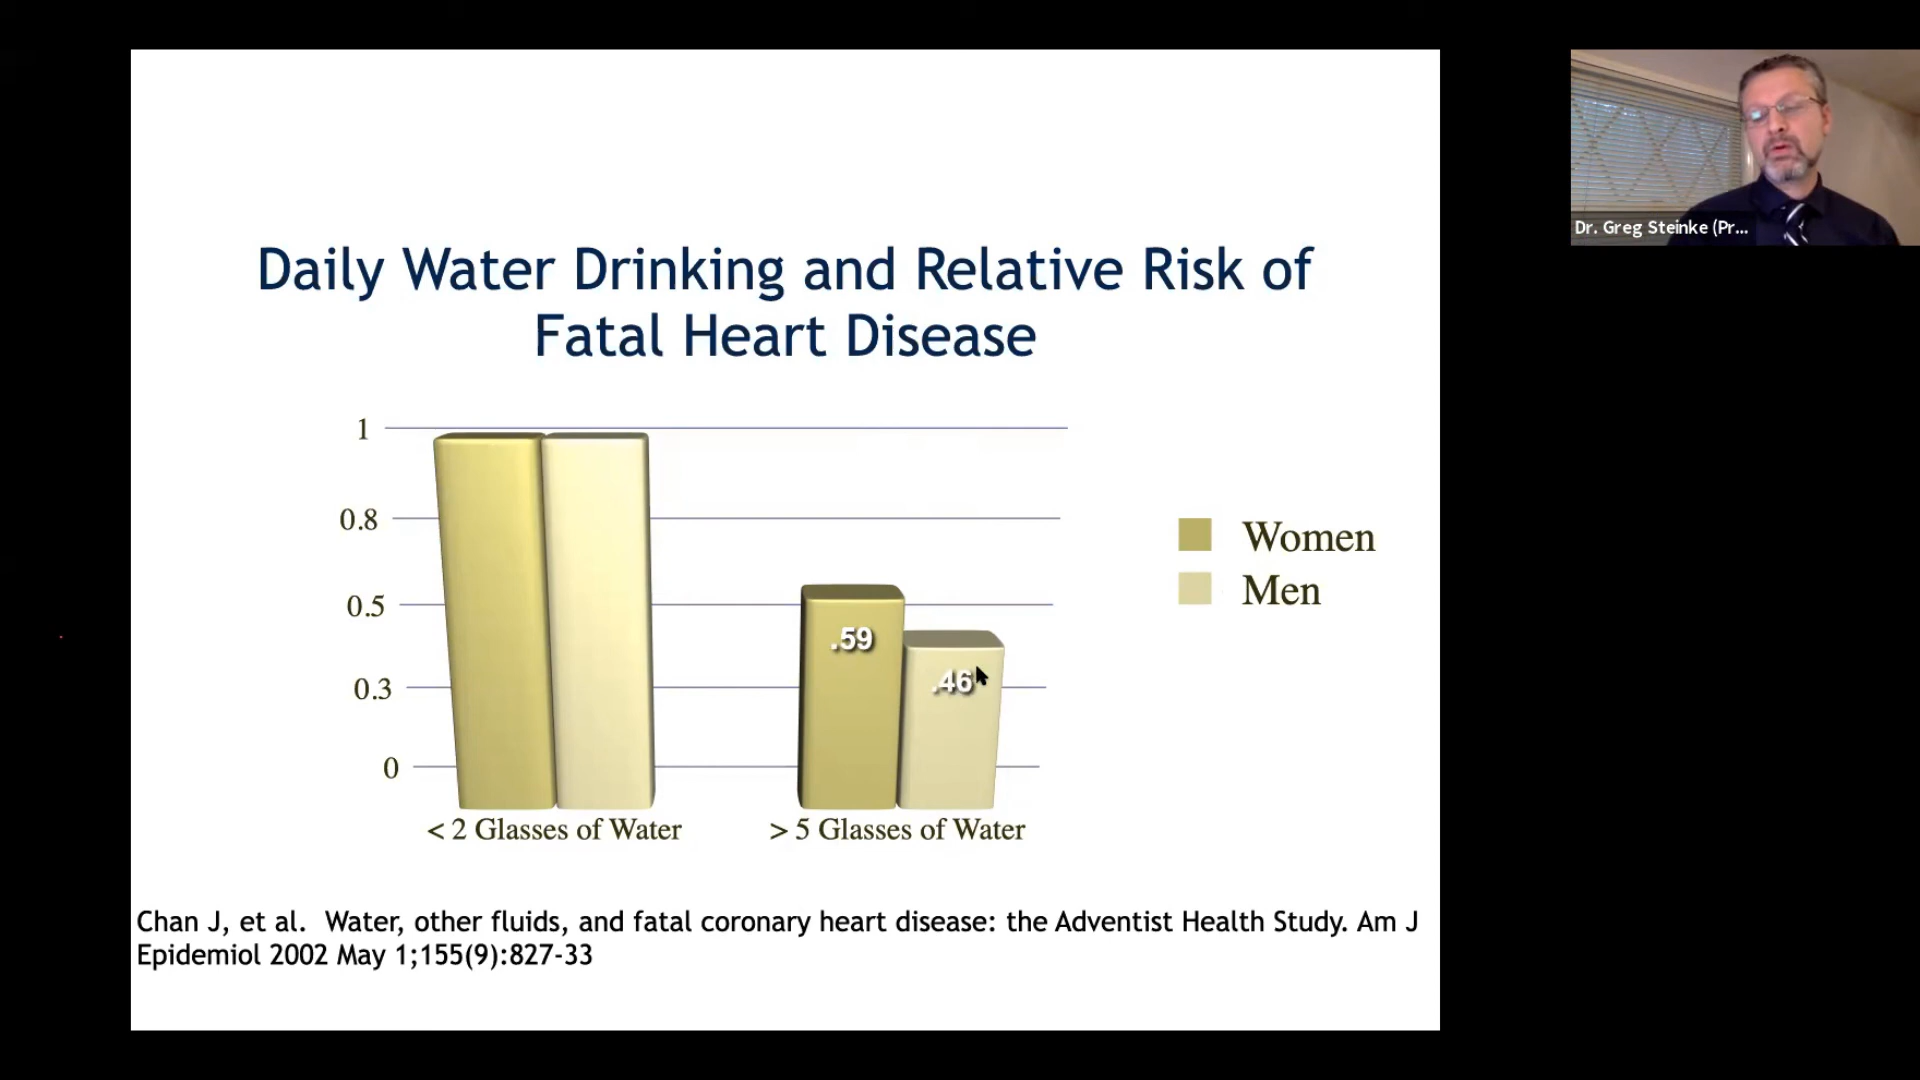 Daily Water Drinking and Relative Risk of
Fatal Heart Disease
1
0.8
0.5
0.3
0
.59
.46
< 2 Glasses of Water
> 5 Glasses of Water
Women
Men
Chan J, et al. Water, other fluids, and fatal coronary heart disease: the Adventist Health Study. Am J
Epidemiol 2002 May 1;155(9):827-33
Dr. Greg Steinke (Pr...